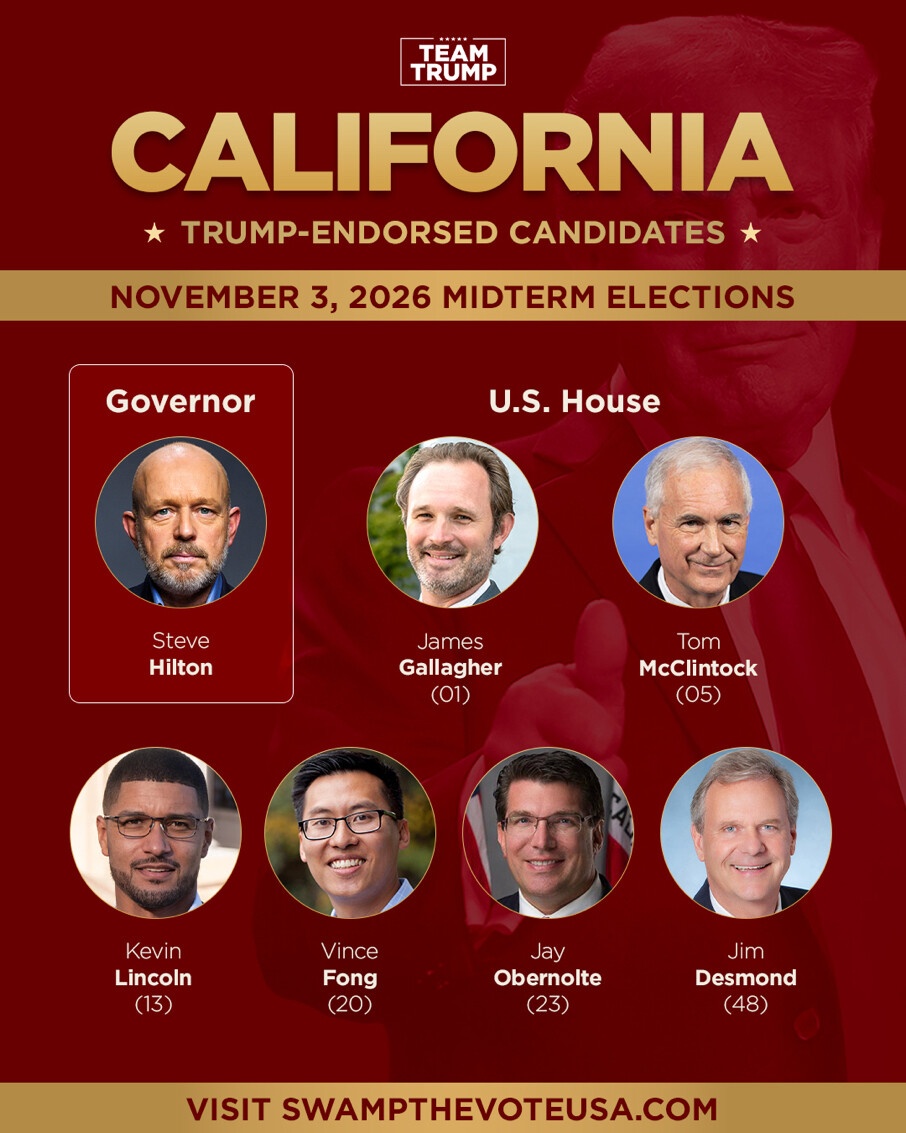 ★★★★★
TEAM
TRUMP
CALIFORNIA
★ TRUMP-ENDORSED CANDIDATES ★
NOVEMBER 3, 2026 MIDTERM ELECTIONS
Governor
Steve
Hilton
U.S. House
James
Gallagher
(01)
Tom
McClintock
(05)
Kevin
Lincoln
(13)
Vince
Fong
(20)
Jay
Obernolte
(23)
Jim
Desmond
(48)
VISIT SWAMPTHEVOTEUSA.COM